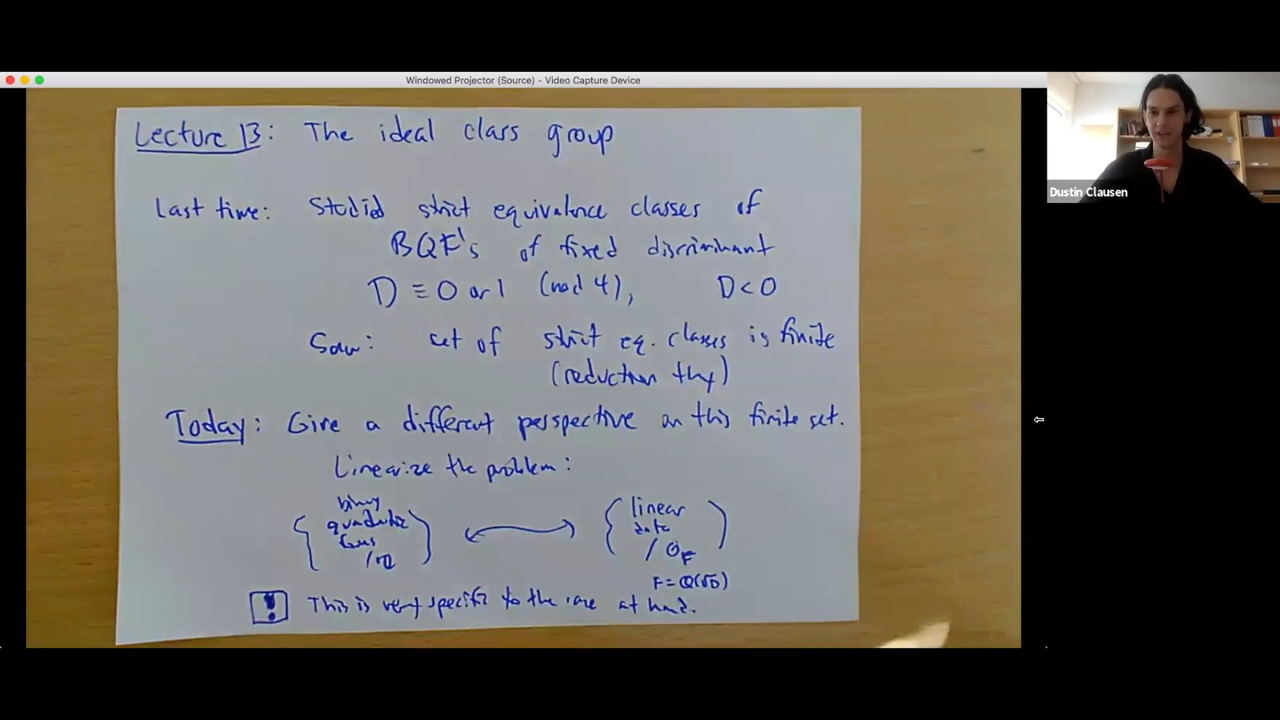 Windowed Projector (Source) - Video Capture Device
Lecture 13: The ideal class group
Last time: Studied strict equivalence classes of
BQF's of fixed discriminant
D ≡ 0 or 1 (mod 4), D < 0
Saw: set of strict eq. classes is finite
(reduction thy)
Today: Give a different perspective on this finite set.
Linearize the problem:
{ binary quadratic forms } ↔ { linear data / O_F }
F = Q(√D)
! This is very specific to the case at hand.
Dustin Clausen